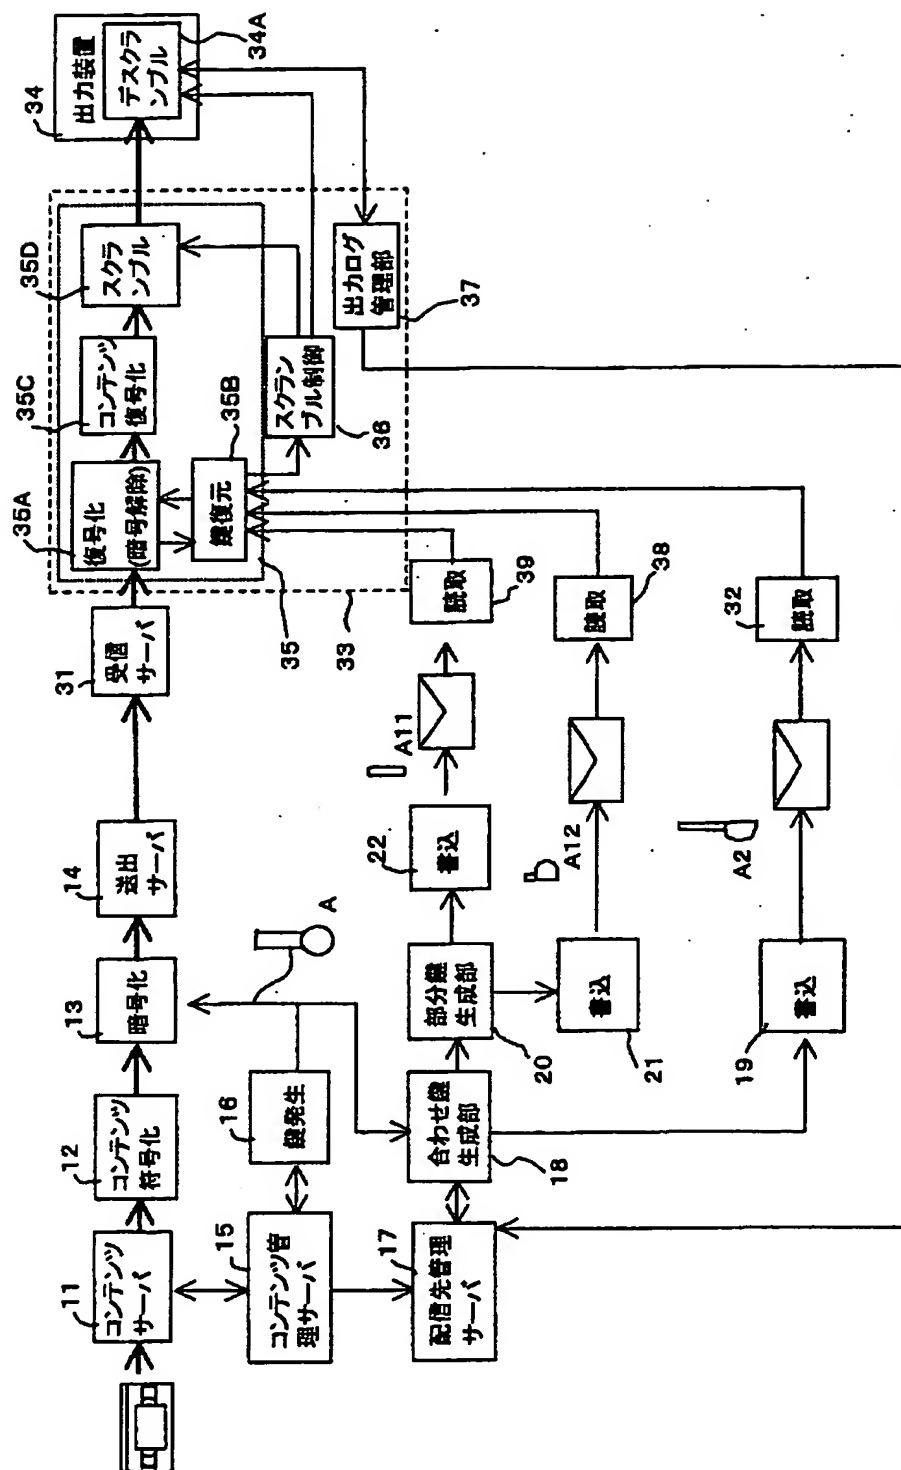 11
コンテンツ
サーバ
12
コンテンツ
符号化
13
暗号化
14
送出
サーバ
31
受信
サーバ
35A
復号化
(暗号解除)
35C
コンテンツ
復号化
35D
スクラ
ンブル
34
出力装置
デスクラ
ンブル
34A
15
コンテンツ管
理サーバ
16
鍵発生
A
35
33
鍵復元
35B
スクラン
ブル制御
36
出力ログ
管理部
37
17
配信先管理
サーバ
合わせ鍵
生成部
18
部分鍵
生成部
20
22
書込
A11
読取
39
書込
21
A12
読取
38
19
書込
A2
32
読取